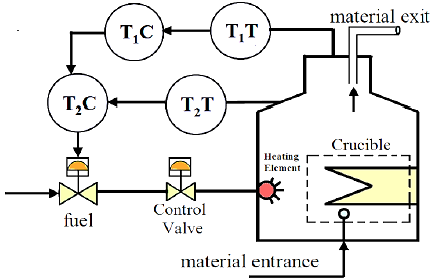 material exit
T₁C
T₁T
T₂C
T₂T
Crucible
Heating
Element
fuel
Control
Valve
material entrance